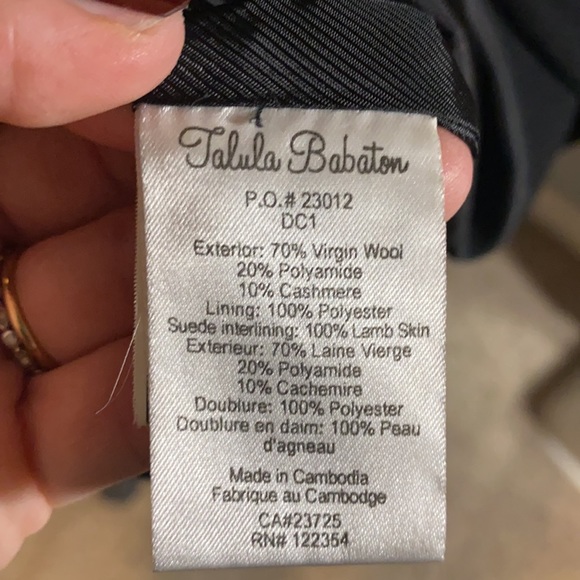 Talula Babaton
P.O.# 23012
DC1
Exterior: 70% Virgin Wool
20% Polyamide
10% Cashmere
Lining: 100% Polyester
Suede interlining: 100% Lamb Skin
Exterieur: 70% Laine Vierge
20% Polyamide
10% Cachemire
Doublure: 100% Polyester
Doublure en daim: 100% Peau
d'agneau
Made in Cambodia
Fabrique au Cambodge
CA#23725
RN# 122354